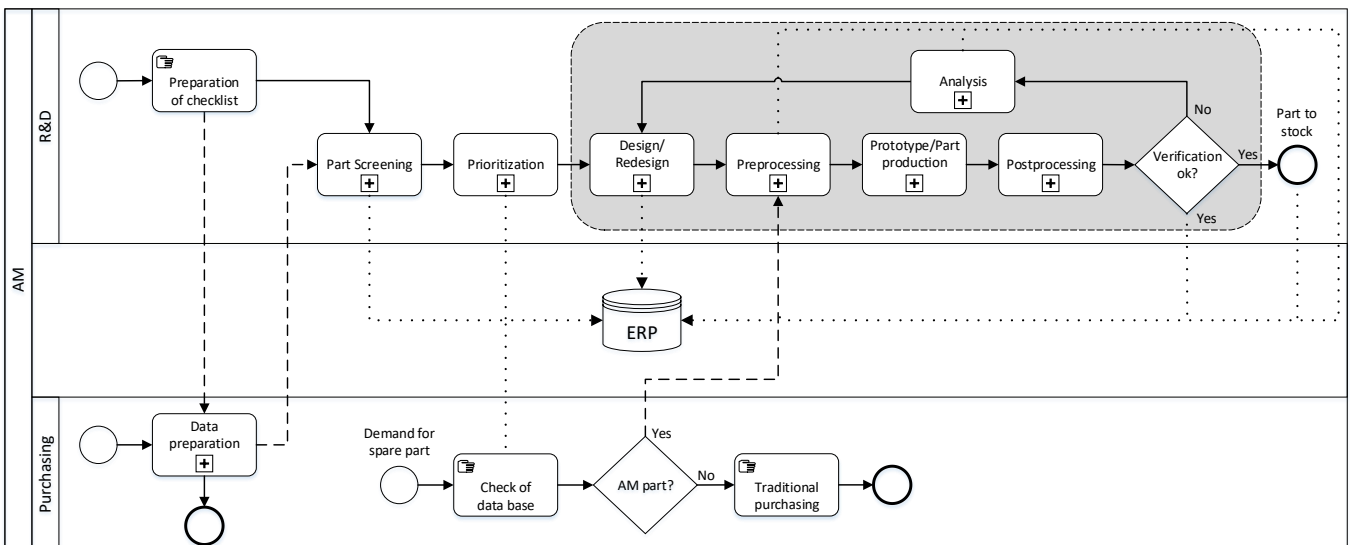 AM
R&D
Preparation
of checklist
Part Screening
Prioritization
Design/
Redesign
Preprocessing
Prototype/Part
production
Postprocessing
Analysis
Verification
ok?
No
Yes
Yes
Part to
stock
ERP
Purchasing
Data
preparation
Demand for
spare part
Check of
data base
AM part?
Yes
No
Traditional
purchasing